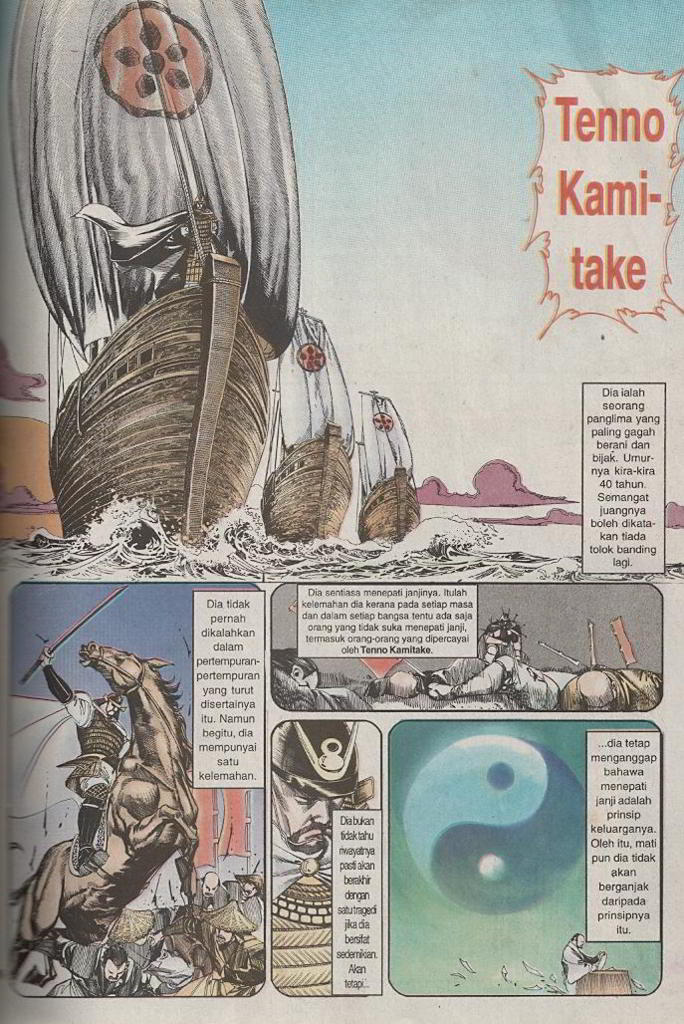 Tenno
Kami-
take
Dia ialah
seorang
panglima yang
paling gagah
berani dan
bijak. Umur-
nya kira-kira
40 tahun.
Semangat
juangnya
boleh dikata-
kan tiada
tolok banding
lagi.
Dia tidak
pernah
dikalahkan
dalam
pertempuran-
pertempuran
yang turut
disertainya
itu. Namun
begitu, dia
mempunyai
satu
kelemahan.
Dia sentiasa menepati janjinya. Itulah
kelemahan dia kerana pada setiap masa
dan dalam setiap bangsa tentu ada saja
orang yang tidak suka menepati janji,
termasuk orang-orang yang dipercayai
oleh Tenno Kamitake.
Dia bukan
tidak tahu
riwayatnya
pasti akan
berakhir
dengan
satu tragedi
jika dia
bersifat
sedemikian.
Akan
tetapi...
...dia tetap
menganggap
bahawa
menepati
janji adalah
prinsip
keluarganya.
Oleh itu, mati
pun dia tidak
akan
berganjak
daripada
prinsipnya
itu.